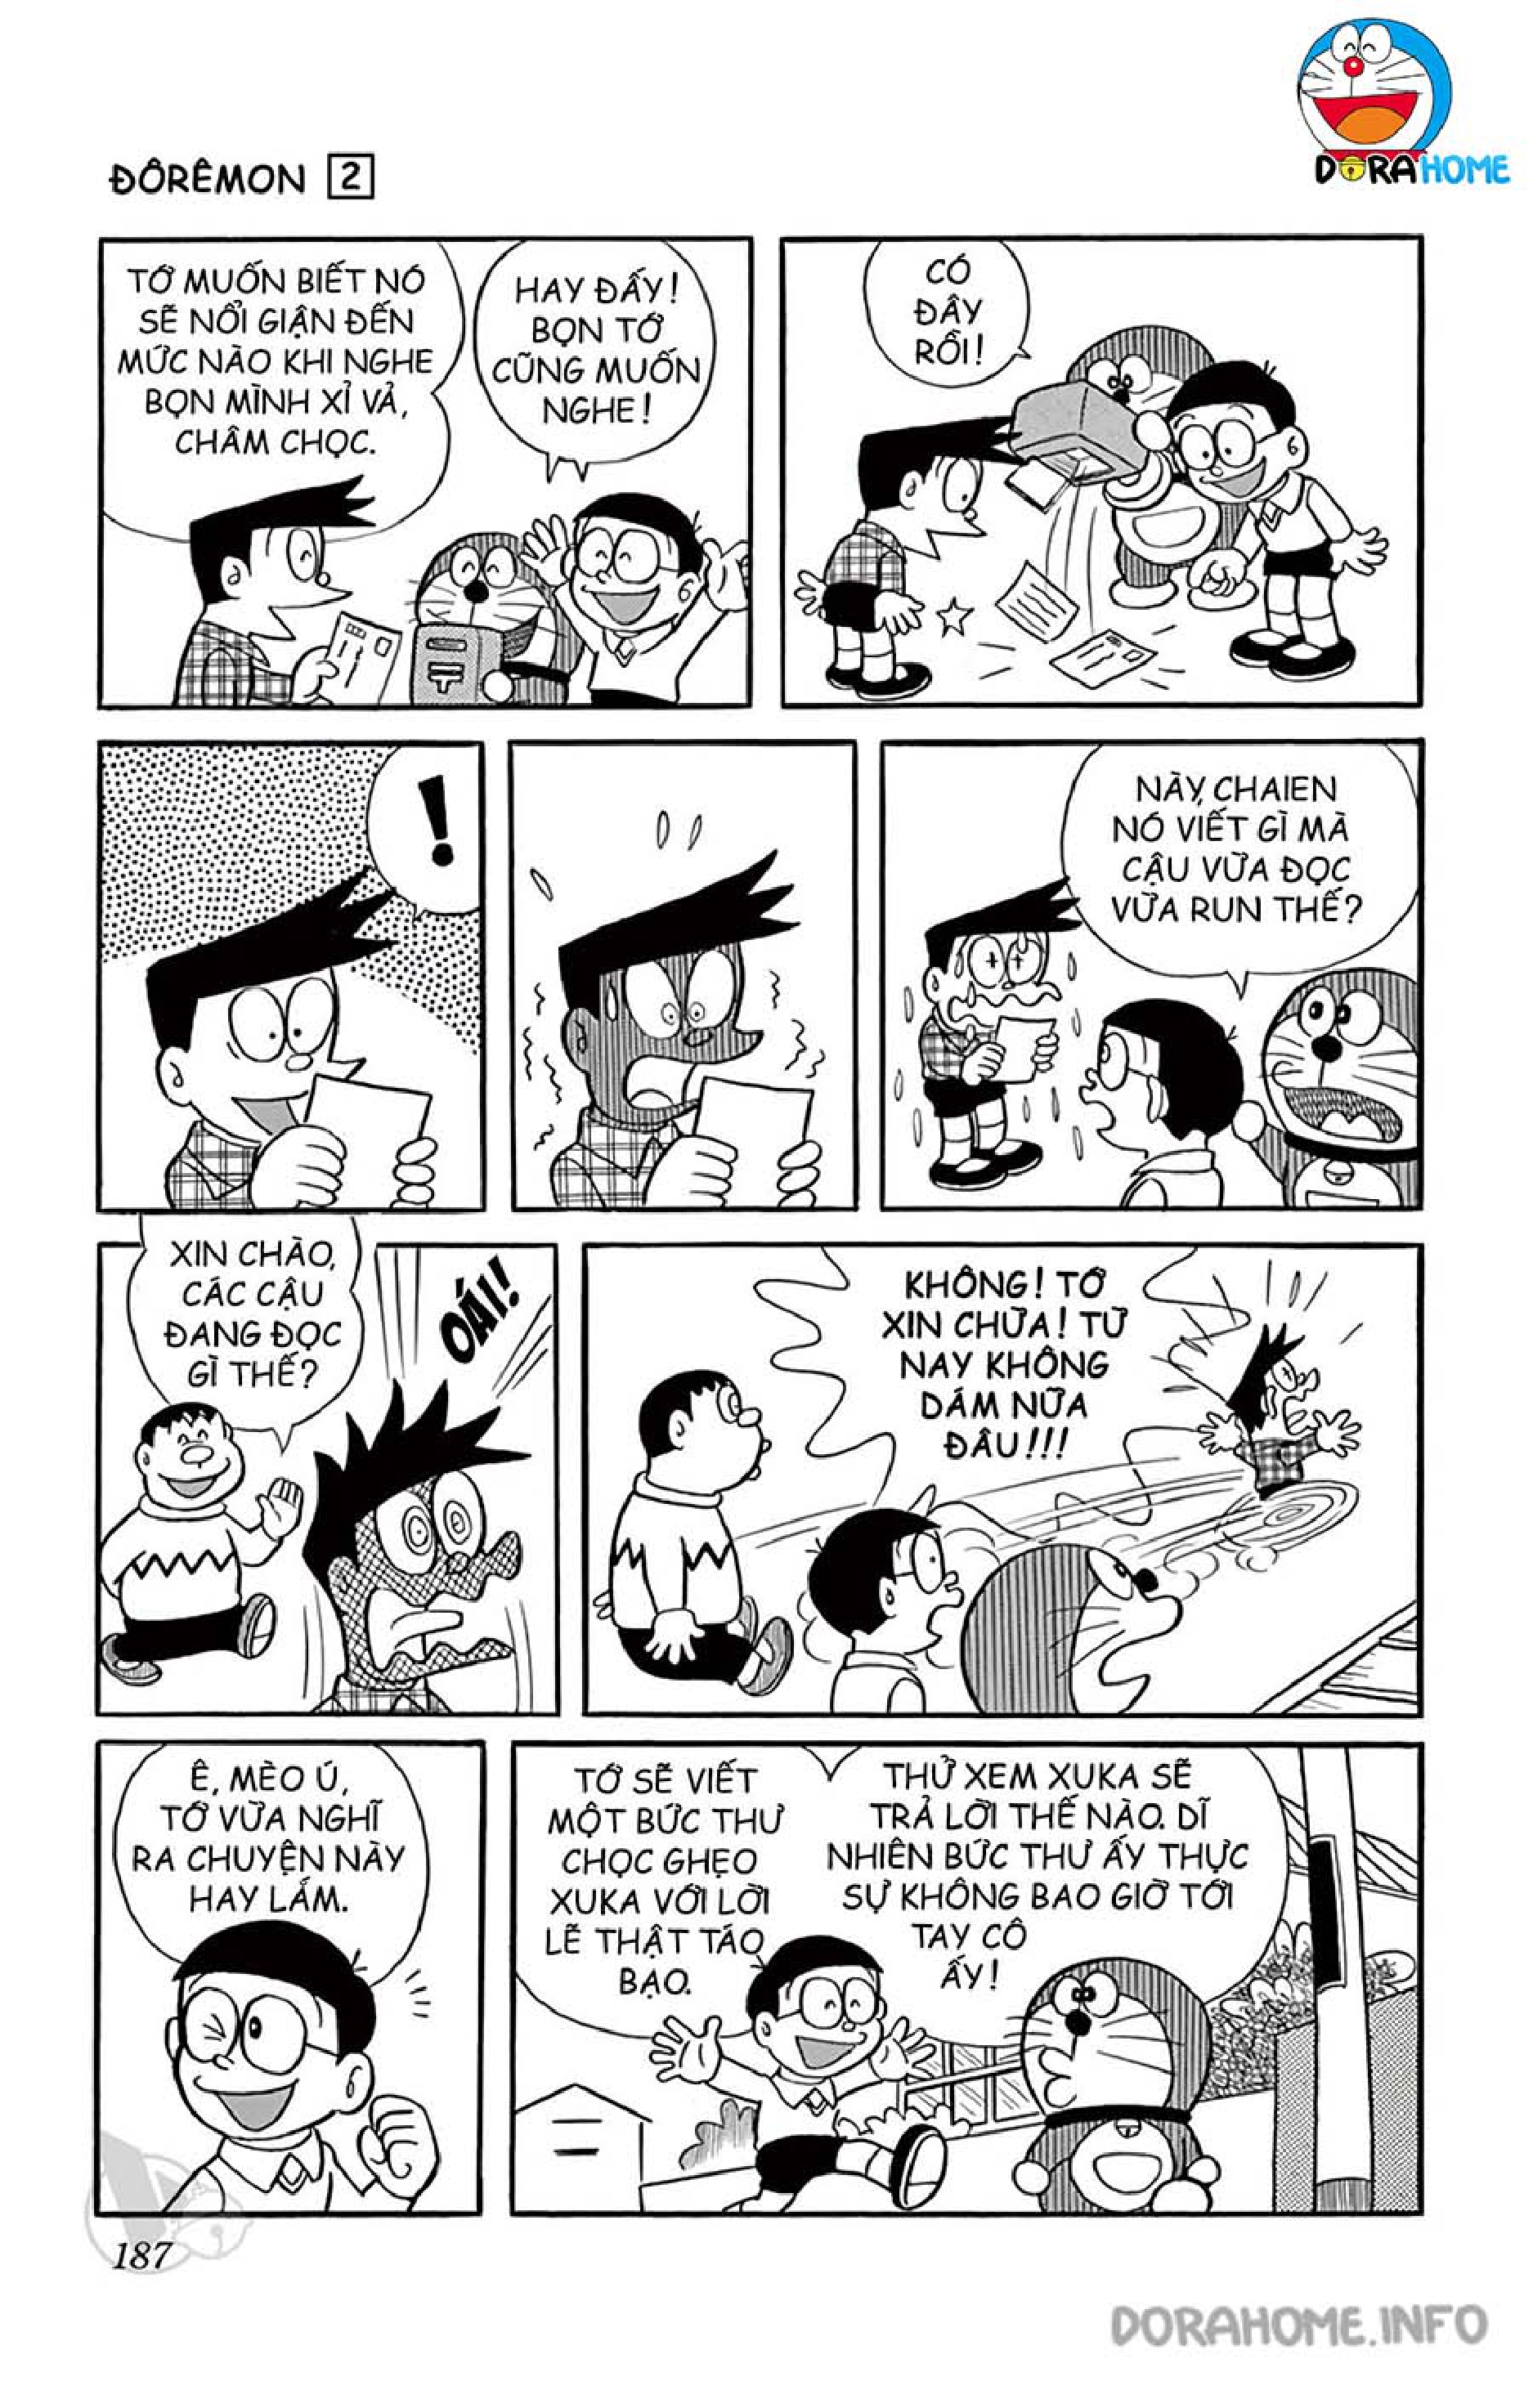 DORAHOME
ĐÔRÊMON 2
TỚ MUỐN BIẾT NÓ
SẼ NỔI GIẬN ĐẾN
MỨC NÀO KHI NGHE
BỌN MÌNH XỈ VẢ,
CHÂM CHỌC.
HAY ĐẤY!
BỌN TỚ
CŨNG MUỐN
NGHE!
CÓ
ĐÂY
RỒI!
!
NÀY, CHAIEN
NÓ VIẾT GÌ MÀ
CẬU VỪA ĐỌC
VỪA RUN THẾ?
XIN CHÀO,
CÁC CẬU
ĐANG ĐỌC
GÌ THẾ?
OÁI!
KHÔNG! TỚ
XIN CHỪA! TỪ
NAY KHÔNG
DÁM NỮA
ĐÂU!!!
Ê, MÈO Ú,
TỚ VỪA NGHĨ
RA CHUYỆN NÀY
HAY LẮM.
TỚ SẼ VIẾT
MỘT BỨC THƯ
CHỌC GHẸO
XUKA VỚI LỜI
LẼ THẬT TÁO
BẠO.
THỬ XEM XUKA SẼ
TRẢ LỜI THẾ NÀO. DĨ
NHIÊN BỨC THƯ ẤY THỰC
SỰ KHÔNG BAO GIỜ TỚI
TAY CÔ
ẤY!
187
DORAHOME.INFO